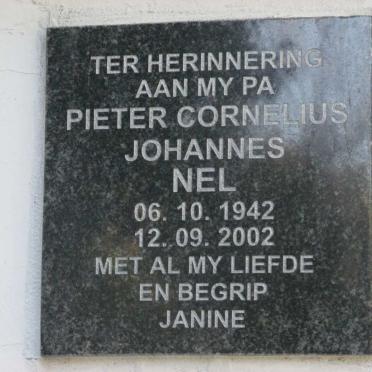 TER HERINNERING
AAN MY PA
PIETER CORNELIUS
JOHANNES
NEL
06. 10. 1942
12. 09. 2002
MET AL MY LIEFDE
EN BEGRIP
JANINE